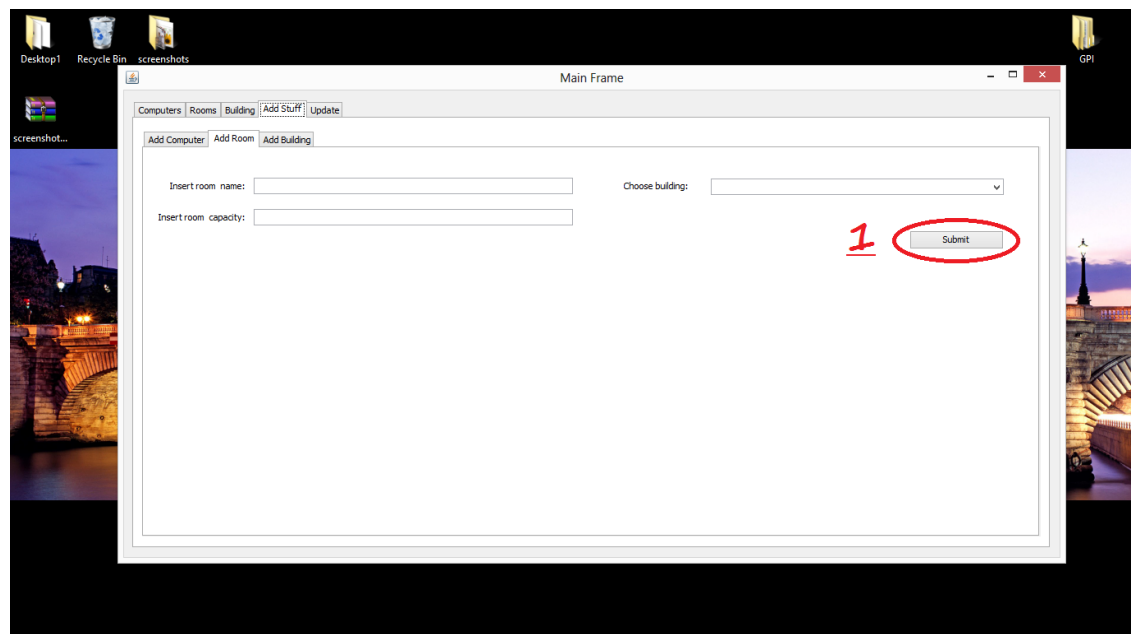 Desktop1
Recycle Bin
screenshots
GPI
screenshot...
Main Frame
Computers Rooms Building Add Stuff Update
Add Computer Add Room Add Building
Insert room name:
Choose building:
Insert room capacity:
1
Submit